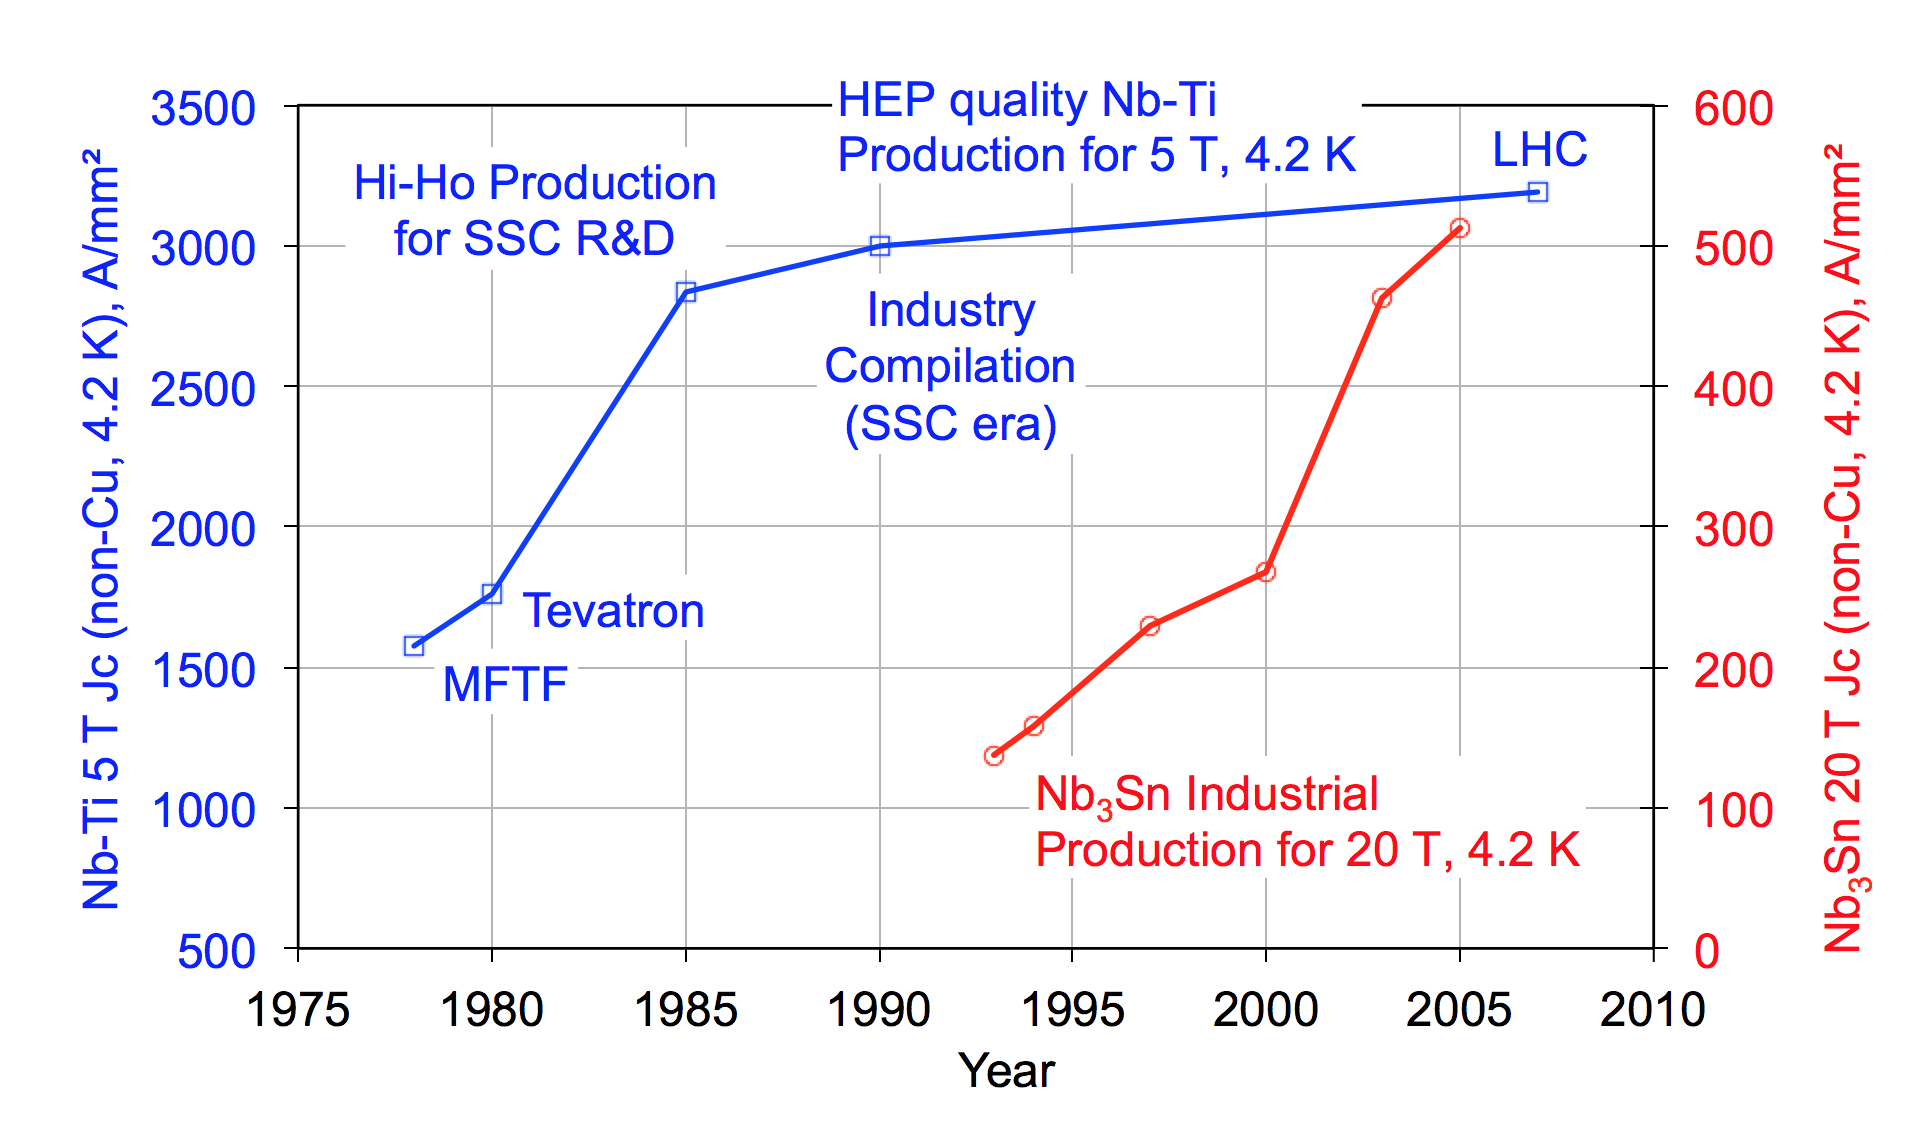 HEP quality Nb-Ti
Production for 5 T, 4.2 K
LHC
Hi-Ho Production
for SSC R&D
Industry
Compilation
(SSC era)
Tevatron
MFTF
Nb₃Sn Industrial
Production for 20 T, 4.2 K
Nb-Ti 5 T Jc (non-Cu, 4.2 K), A/mm²
3500
3000
2500
2000
1500
1000
500
600
500
400
300
200
100
0
Nb₃Sn 20 T Jc (non-Cu, 4.2 K), A/mm²
1975 1980 1985 1990 1995 2000 2005 2010
Year